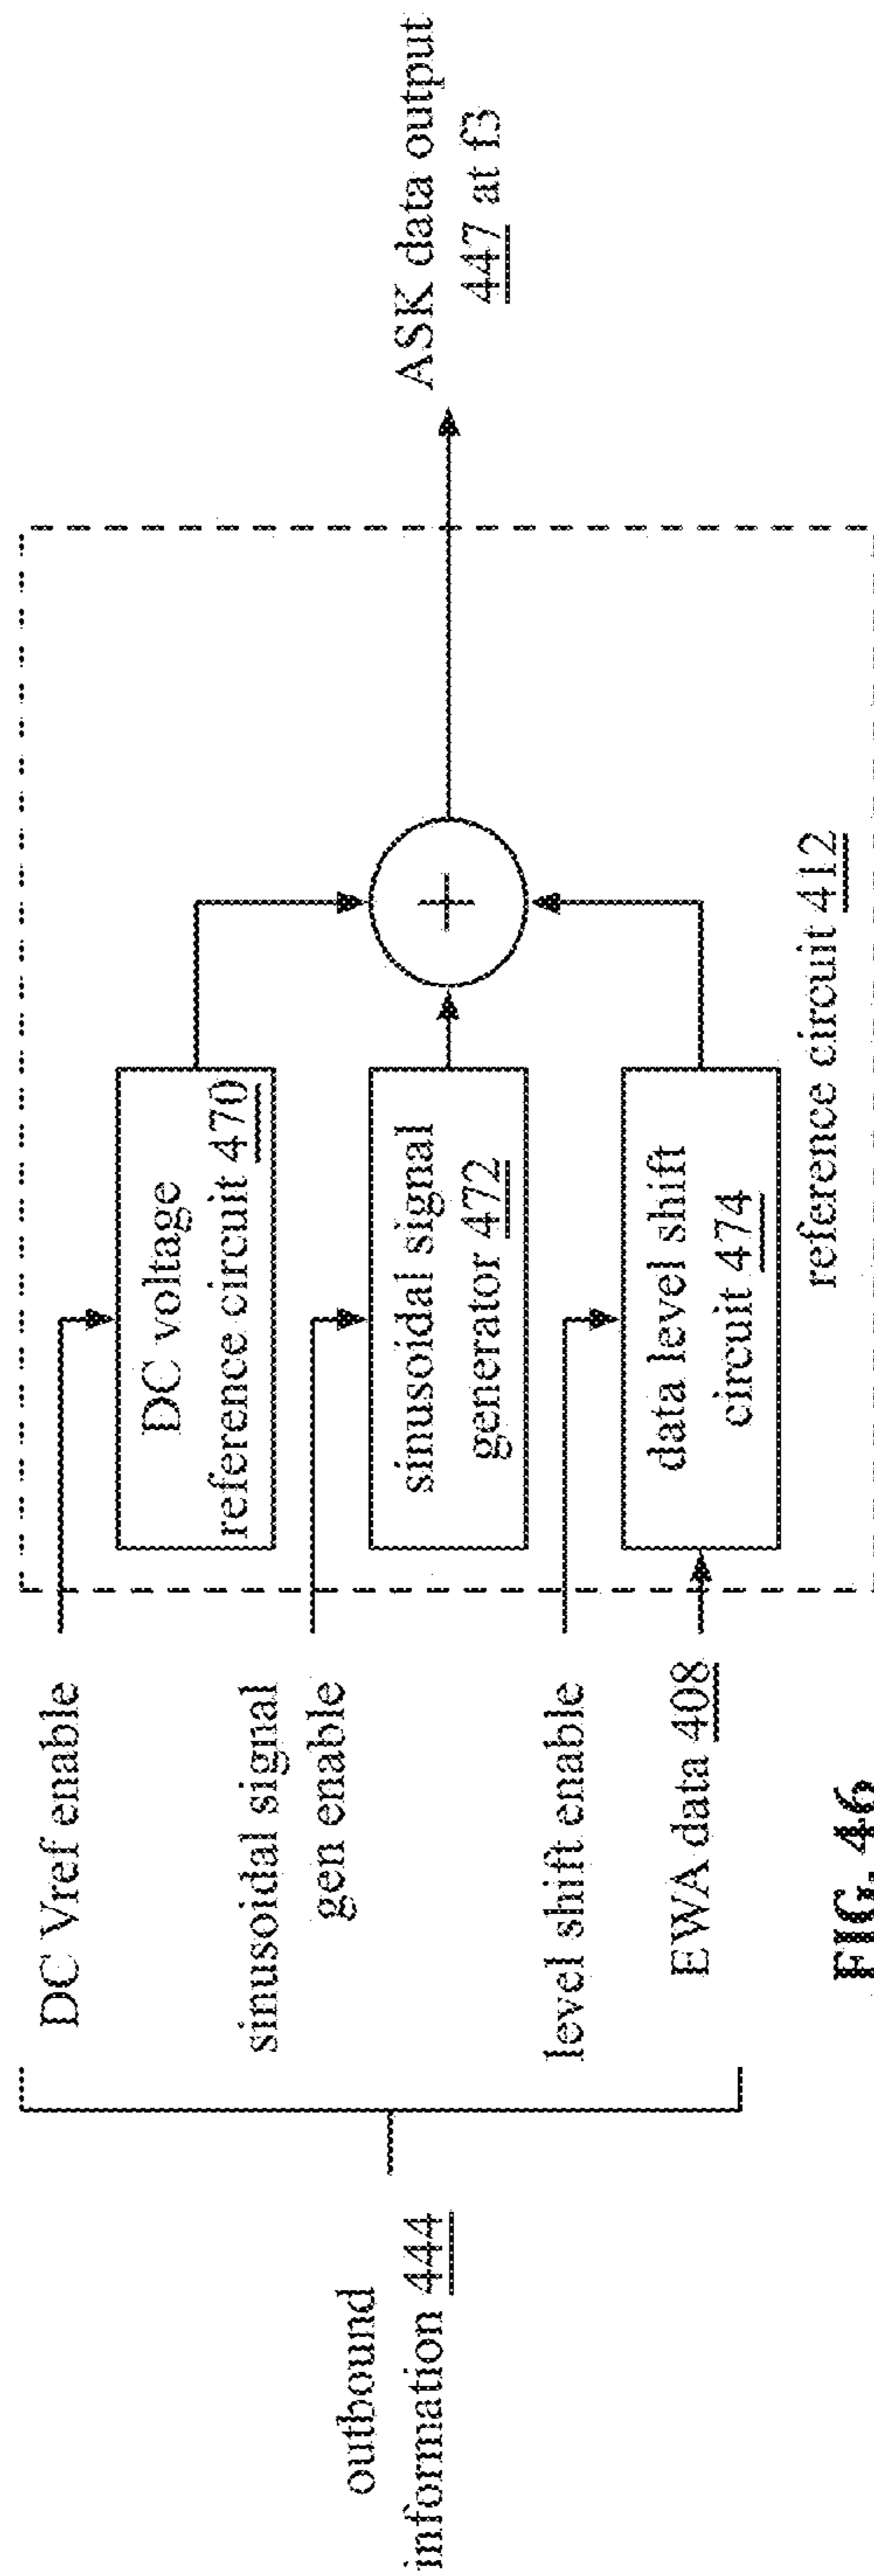 outbound
information 444
DC Vref enable
sinusoidal signal
gen enable
level shift enable
EWA data 408
DC voltage
reference circuit 470
sinusoidal signal
generator 472
data level shift
circuit 474
+
reference circuit 412
ASK data output
447 at f3
FIG. 46